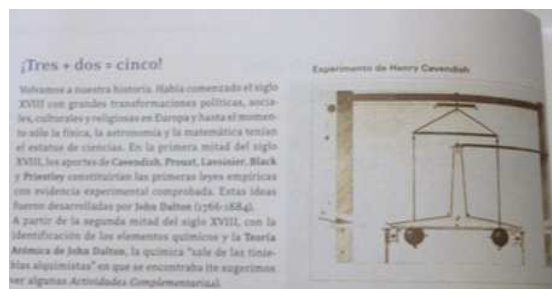 ¡Tres + dos = cinco!
Volvamos a nuestra historia. Había comenzado el siglo
XVIII con grandes transformaciones políticas, socia-
les, culturales y religiosas en Europa y hasta el momen-
to sólo la física, la astronomía y la matemática tenían
el estatus de ciencias. En la primera mitad del siglo
XVIII, los aportes de Cavendish, Proust, Lavoisier, Black
y Priestley constituirían las primeras leyes empíricas
con evidencia experimental comprobada. Estas ideas
fueron desarrolladas por John Dalton (1766-1884).
A partir de la segunda mitad del siglo XVIII, con la
identificación de los elementos químicos y la Teoría
Atómica de John Dalton, la química "sale de las tinie-
blas alquimistas" en que se encontraba (te sugerimos
ver algunas Actividades Complementarias).
Experimento de Henry Cavendish